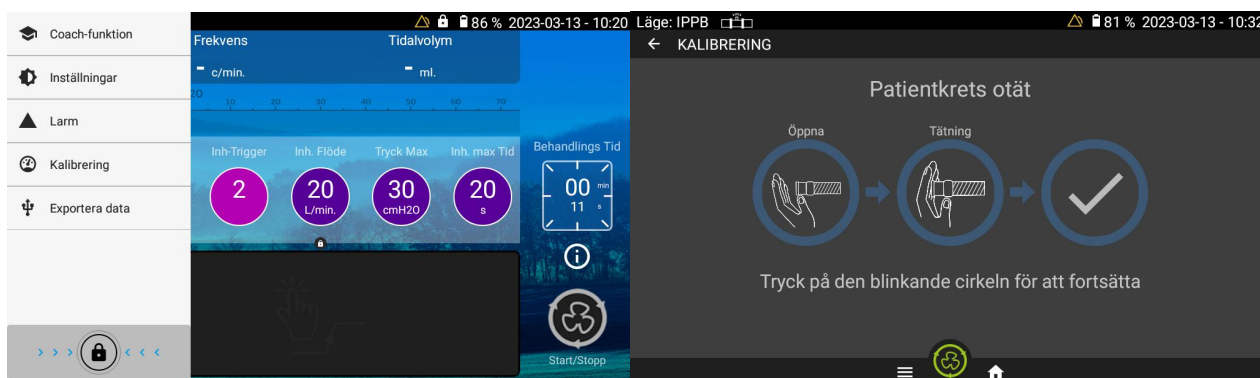 Coach-funktion
Inställningar
Larm
Kalibrering
Exportera data
86 % 2023-03-13 - 10:20
Frekvens Tidalvolym
- c/min. - ml.
20 10 20 30 40 50 60 70
Inh-Trigger Inh. Flöde Tryck Max Inh. max Tid
2 20 30 20
L/min. cmH2O s
Behandlings Tid
00 min
11 s
Start/Stopp
Läge: IPPB 81 % 2023-03-13 - 10:32
KALIBRERING
Patientkrets otät
Öppna Tätning
Tryck på den blinkande cirkeln för att fortsätta